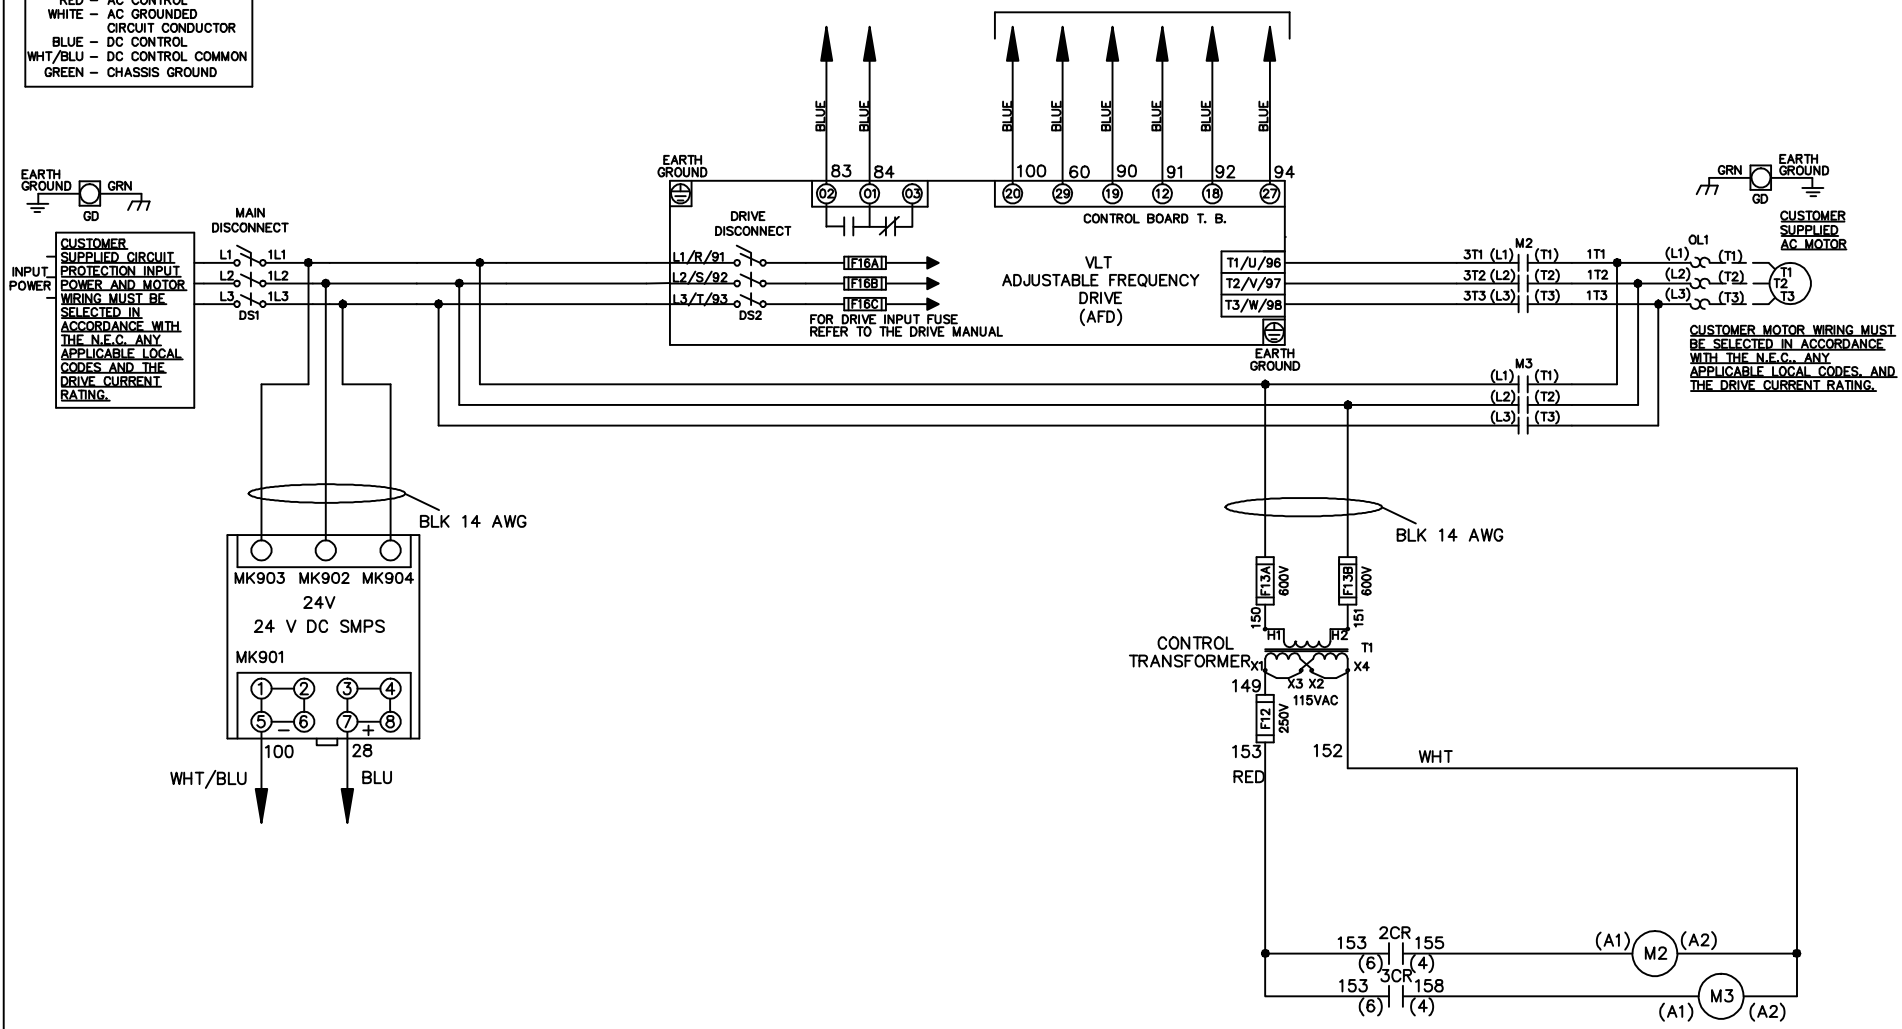 RED - AC CONTROL
WHITE - AC GROUNDED
CIRCUIT CONDUCTOR
BLUE - DC CONTROL
WHT/BLU - DC CONTROL COMMON
GREEN - CHASSIS GROUND
BLUE
BLUE
BLUE
BLUE
BLUE
BLUE
BLUE
BLUE
EARTH
GROUND
GRN
GD
EARTH
GROUND
83
84
100
60
90
91
92
94
02
01
03
20
29
19
12
18
27
CONTROL BOARD T. B.
GRN
EARTH
GROUND
GD
CUSTOMER
SUPPLIED
AC MOTOR
INPUT
POWER
CUSTOMER
SUPPLIED CIRCUIT
PROTECTION INPUT
POWER AND MOTOR
WIRING MUST BE
SELECTED IN
ACCORDANCE WITH
THE N.E.C. ANY
APPLICABLE LOCAL
CODES AND THE
DRIVE CURRENT
RATING.
MAIN
DISCONNECT
L1
1L1
L2
1L2
L3
1L3
DS1
DRIVE
DISCONNECT
L1/R/91
L2/S/92
L3/T/93
DS2
F16A
F16B
F16C
FOR DRIVE INPUT FUSE
REFER TO THE DRIVE MANUAL
VLT
ADJUSTABLE FREQUENCY
DRIVE
(AFD)
T1/U/96
T2/V/97
T3/W/98
EARTH
GROUND
M2
3T1 (L1) (T1) 1T1
3T2 (L2) (T2) 1T2
3T3 (L3) (T3) 1T3
OL1
(L1) (T1)
(L2) (T2)
(L3) (T3)
T1
T2
T3
CUSTOMER MOTOR WIRING MUST
BE SELECTED IN ACCORDANCE
WITH THE N.E.C., ANY
APPLICABLE LOCAL CODES, AND
THE DRIVE CURRENT RATING.
M3
(L1) (T1)
(L2) (T2)
(L3) (T3)
BLK 14 AWG
MK903 MK902 MK904
24V
24 V DC SMPS
MK901
1 2 3 4
5 6 7 8
- +
100
28
WHT/BLU
BLU
BLK 14 AWG
F13A
600V
F13B
600V
150
151
H1
H2
T1
CONTROL
TRANSFORMER
X1
X4
X3 X2
115VAC
149
F12
250V
153
RED
152
WHT
2CR
153 155
(6) (4)
(A1) M2 (A2)
3CR
153 158
(6) (4)
(A1) M3 (A2)